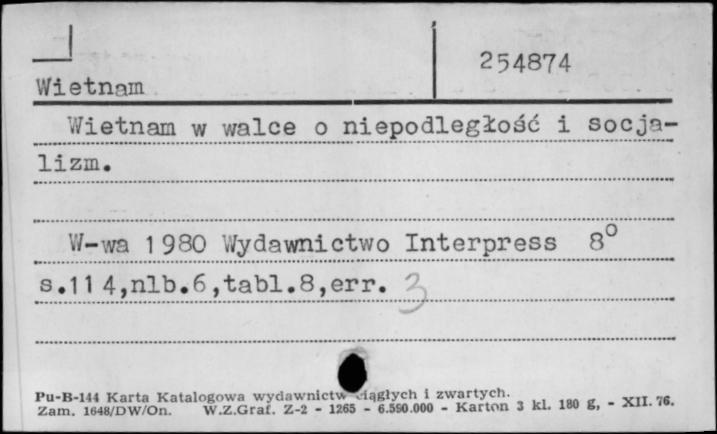 254874
Wietnam
Wietnam w walce o niepodległość i socja-
lizm.
W-wa 1980 Wydawnictwo Interpress 8°
s.114,nlb.6,tabl.8,err. 3
Pu-B-144 Karta Katalogowa wydawnictw ciągłych i zwartych.
Zam. 1648/DW/On. W.Z.Graf. Z-2 - 1265 - 6.590.000 - Karton 3 kl. 180 g, - XII. 76.